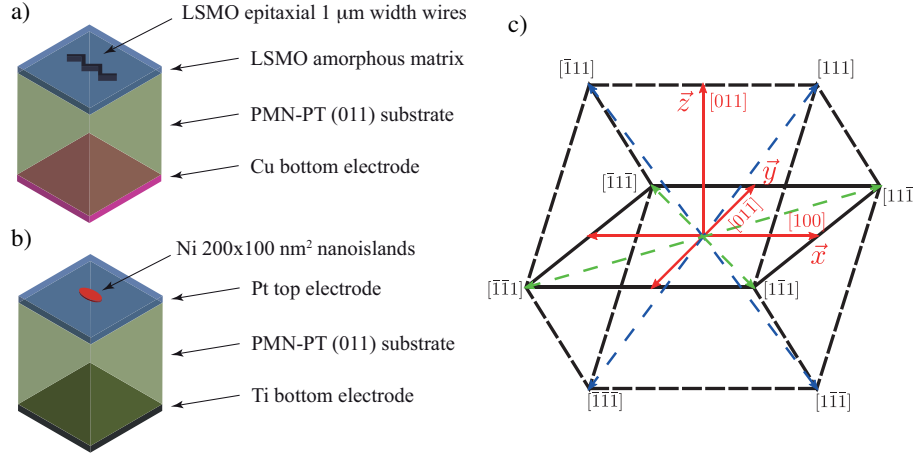 a)
LSMO epitaxial 1 μm width wires
LSMO amorphous matrix
PMN-PT (011) substrate
Cu bottom electrode
b)
Ni 200x100 nm² nanoislands
Pt top electrode
PMN-PT (011) substrate
Ti bottom electrode
c)
[1̄11]
[111]
z⃗
[011]
[1̄11̄]
y⃗
[111̄]
[011̄]
[1̄00]
x⃗
[1̄1̄1]
[11̄1]
[1̄1̄1̄]
[11̄1̄]